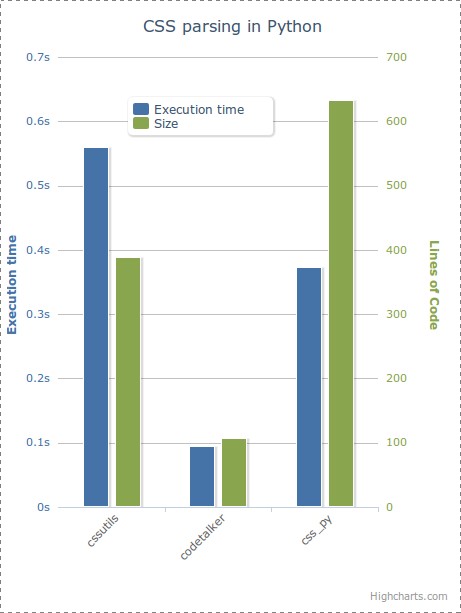 CSS parsing in Python
0.7s
700
Execution time
Size
0.6s
600
0.5s
500
0.4s
400
Execution time
Lines of Code
0.3s
300
0.2s
200
0.1s
100
0s
0
cssutils
codetalker
css_py
Highcharts.com